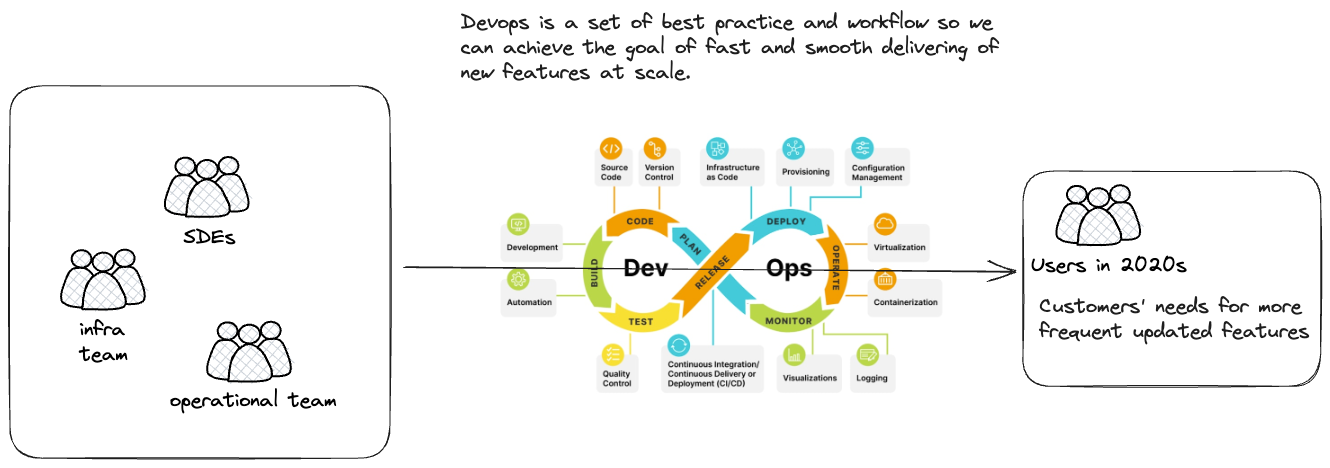 Devops is a set of best practice and workflow so we
can achieve the goal of fast and smooth delivering of
new features at scale.
SDEs
infra
team
operational team
Source
Code
Version
Control
Infrastructure
as Code
Provisioning
Configuration
Management
Development
Automation
CODE
PLAN
BUILD
Dev
TEST
RELEASE
DEPLOY
Ops
OPERATE
MONITOR
Virtualization
Containerization
Quality
Control
Continuous Integration/
Continuous Delivery or
Deployment (CI/CD)
Visualizations
Logging
Users in 2020s
Customers' needs for more
frequent updated features